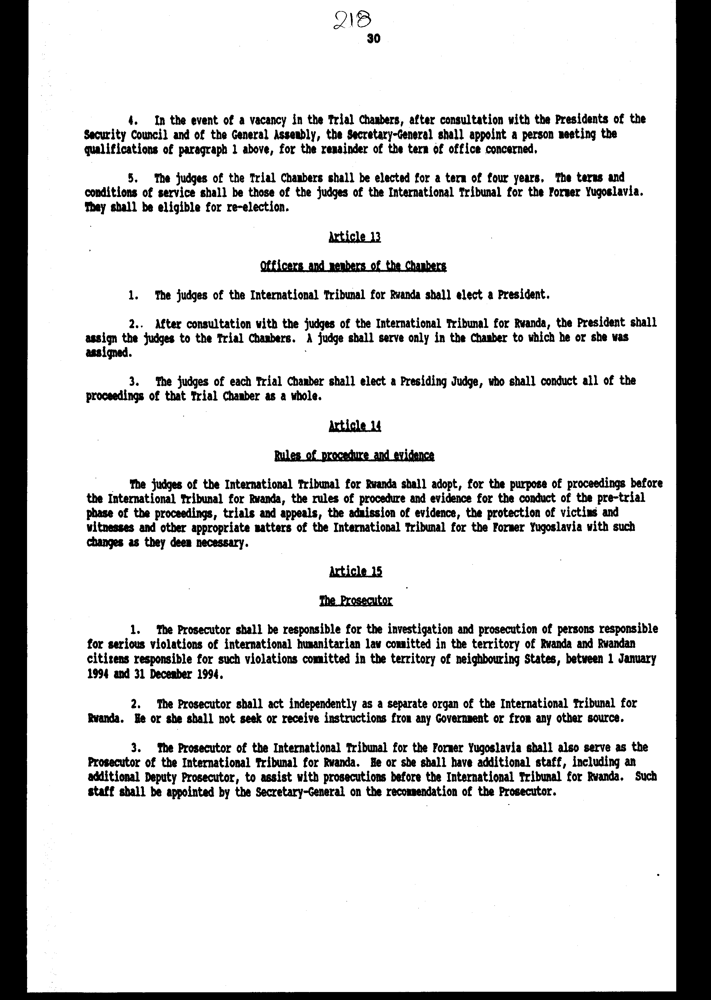 218
30
4. In the event of a vacancy in the Trial Chambers, after consultation with the Presidents of the
Security Council and of the General Assembly, the Secretary-General shall appoint a person meeting the
qualifications of paragraph 1 above, for the remainder of the term of office concerned.
5. The judges of the Trial Chambers shall be elected for a term of four years. The terms and
conditions of service shall be those of the judges of the International Tribunal for the Former Yugoslavia.
They shall be eligible for re-election.
Article 13
Officers and members of the Chambers
1. The judges of the International Tribunal for Rwanda shall elect a President.
2.. After consultation with the judges of the International Tribunal for Rwanda, the President shall
assign the judges to the Trial Chambers. A judge shall serve only in the Chamber to which he or she was
assigned.
3. The judges of each Trial Chamber shall elect a Presiding Judge, who shall conduct all of the
proceedings of that Trial Chamber as a whole.
Article 14
Rules of procedure and evidence
The judges of the International Tribunal for Rwanda shall adopt, for the purpose of proceedings before
the International Tribunal for Rwanda, the rules of procedure and evidence for the conduct of the pre-trial
phase of the proceedings, trials and appeals, the admission of evidence, the protection of victims and
witnesses and other appropriate matters of the International Tribunal for the Former Yugoslavia with such
changes as they deem necessary.
Article 15
The Prosecutor
1. The Prosecutor shall be responsible for the investigation and prosecution of persons responsible
for serious violations of international humanitarian law committed in the territory of Rwanda and Rwandan
citizens responsible for such violations committed in the territory of neighbouring States, between 1 January
1994 and 31 December 1994.
2. The Prosecutor shall act independently as a separate organ of the International Tribunal for
Rwanda. He or she shall not seek or receive instructions from any Government or from any other source.
3. The Prosecutor of the International Tribunal for the Former Yugoslavia shall also serve as the
Prosecutor of the International Tribunal for Rwanda. He or she shall have additional staff, including an
additional Deputy Prosecutor, to assist with prosecutions before the International Tribunal for Rwanda. Such
staff shall be appointed by the Secretary-General on the recommendation of the Prosecutor.